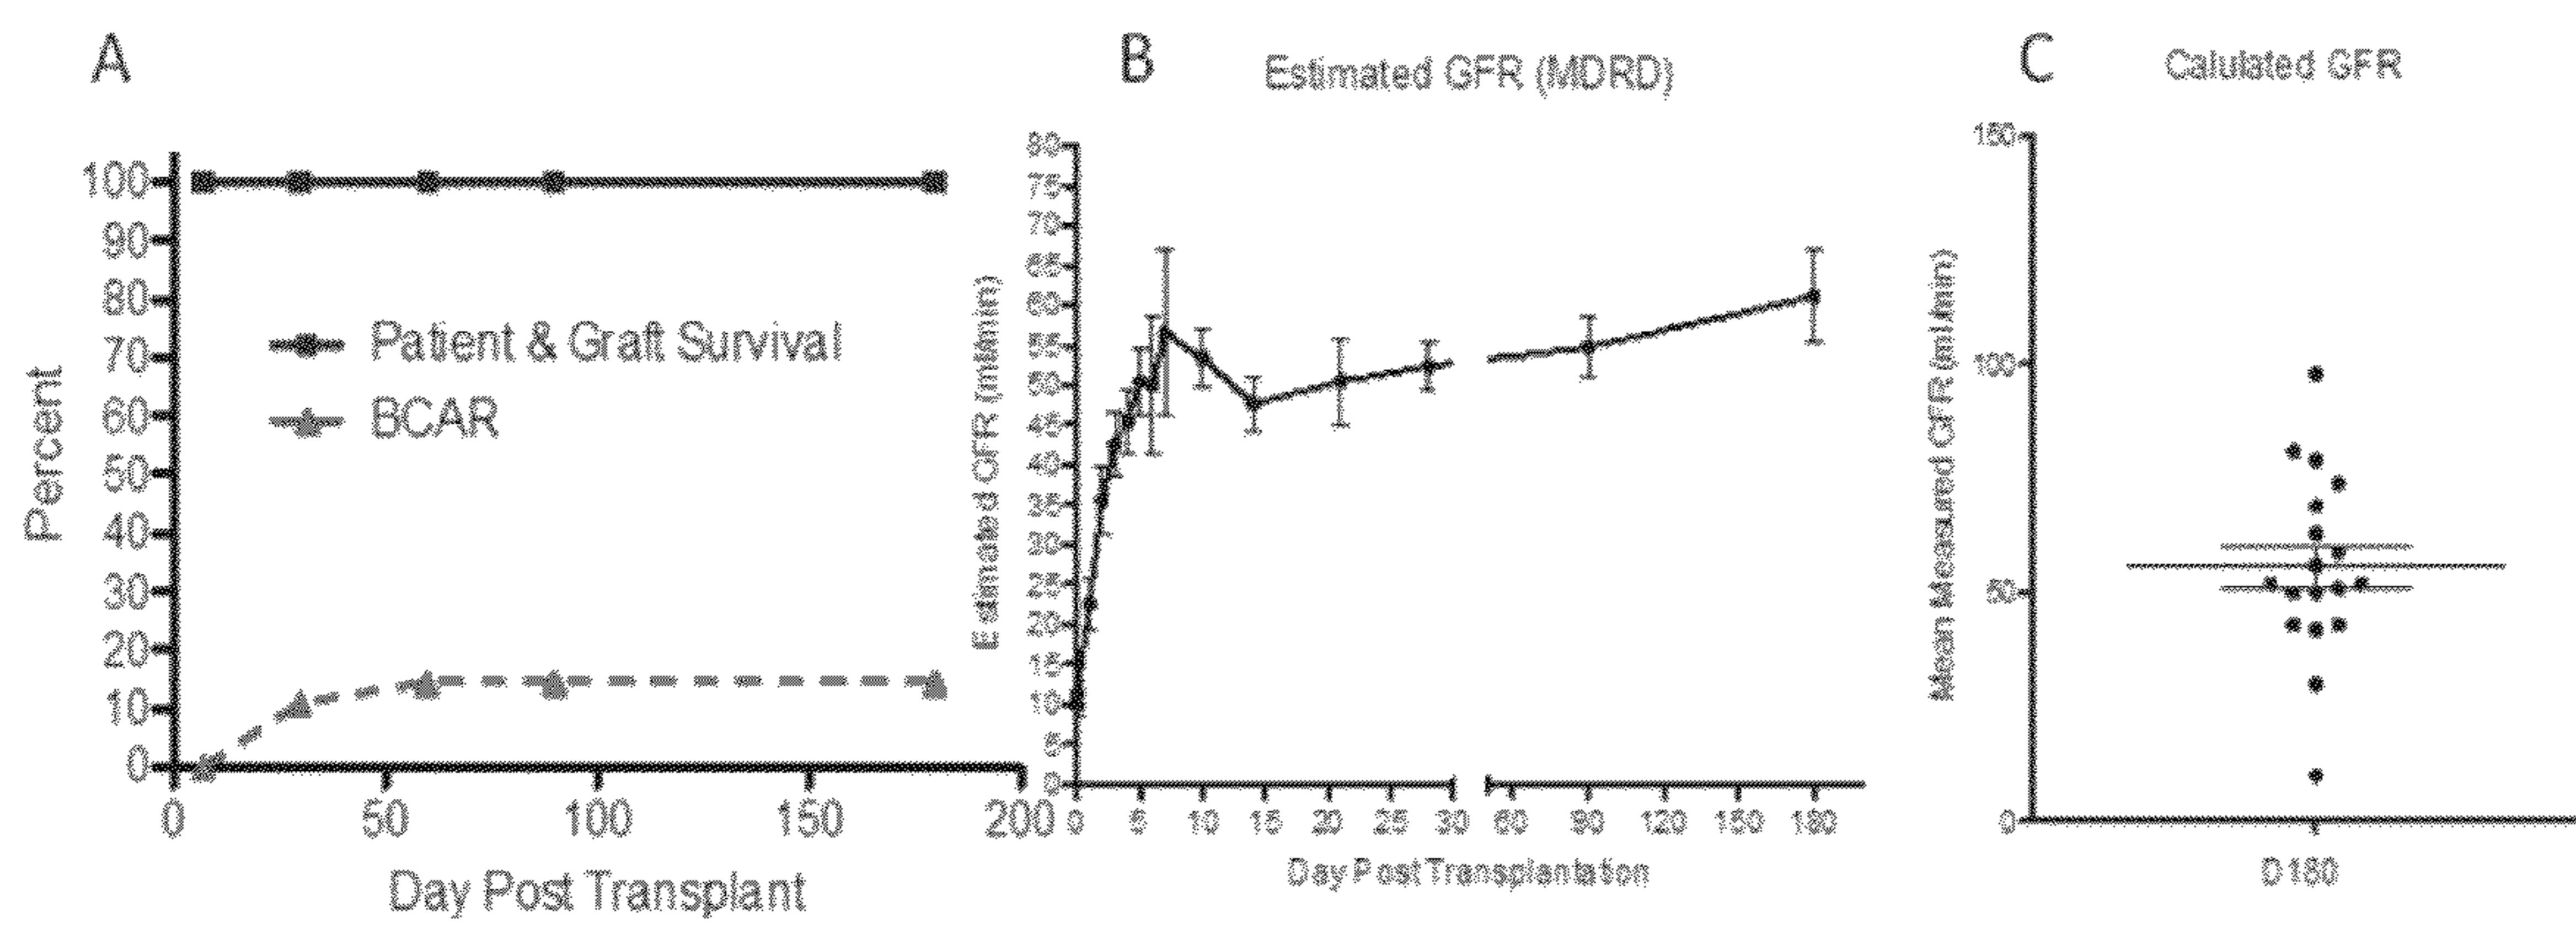 A
100
90
80
70
60
50
40
30
20
10
0
Percent
Patient & Graft Survival
BCAR
0 50 100 150 200
Day Post Transplant
B
Estimated GFR (MDRD)
80
75
70
65
60
55
50
45
40
35
30
25
20
15
10
5
0
Estimated GFR (ml/min)
0 5 10 15 20 25 30 60 90 120 150 180
Day Post Transplantation
C
Calulated GFR
150
100
50
0
Mean Measured GFR (ml/min)
D180